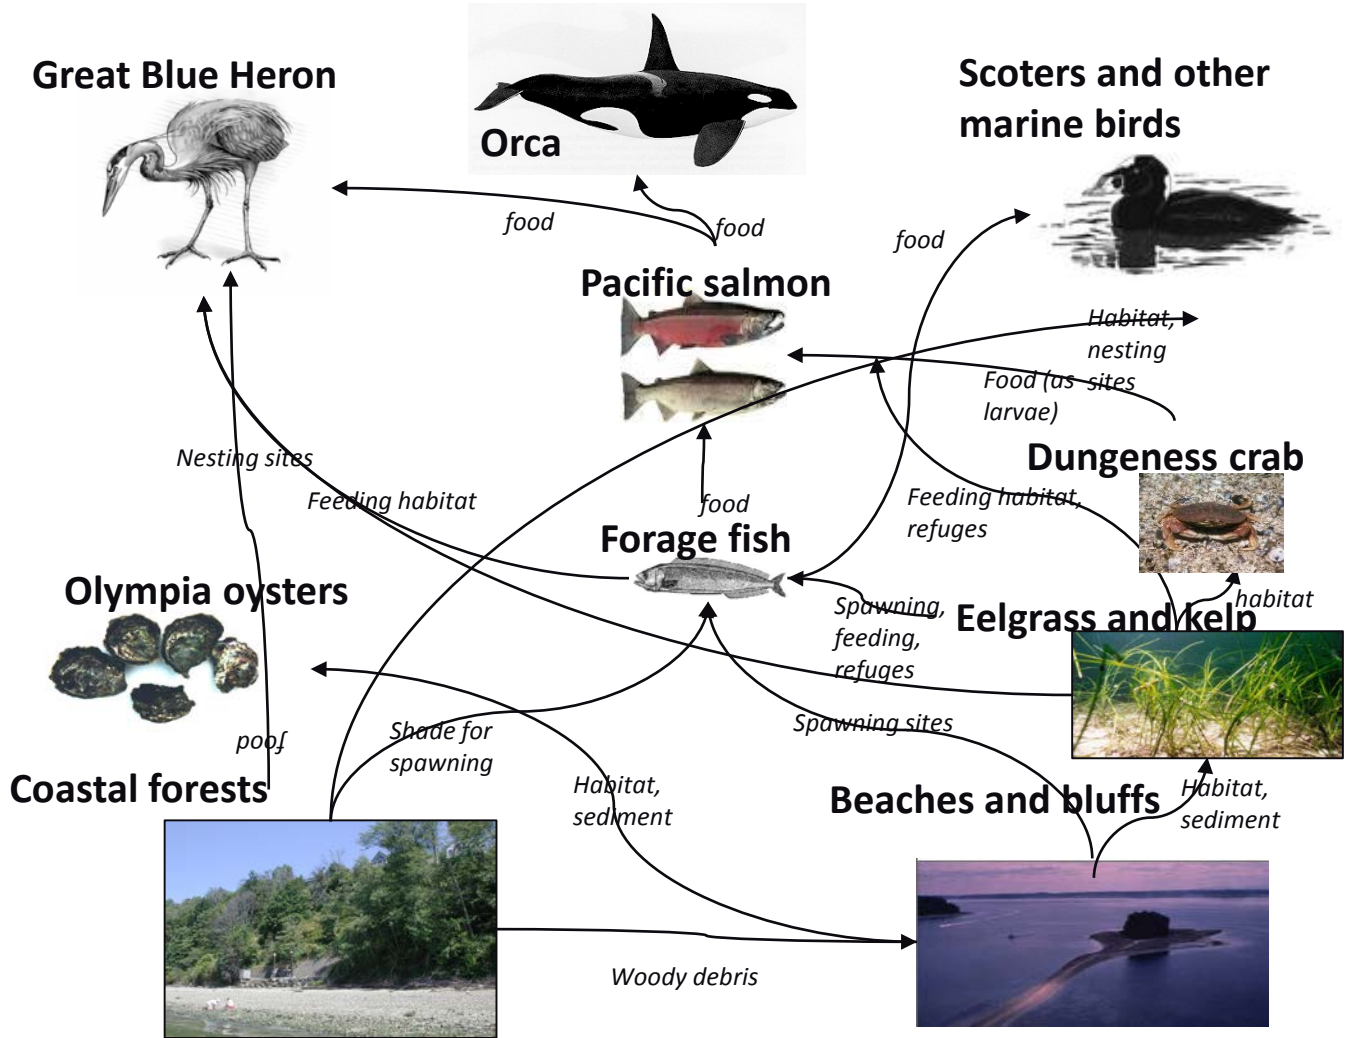 Great Blue Heron
Orca
Scoters and other
marine birds
food
food
food
Pacific salmon
Habitat,
nesting
sites
Food (as
larvae)
Dungeness crab
Nesting sites
Feeding habitat
food
Feeding habitat,
refuges
Forage fish
Olympia oysters
Spawning,
feeding,
refuges
Eelgrass and kelp
habitat
food
Shade for
spawning
Spawning sites
Coastal forests
Habitat,
sediment
Beaches and bluffs
Habitat,
sediment
Woody debris